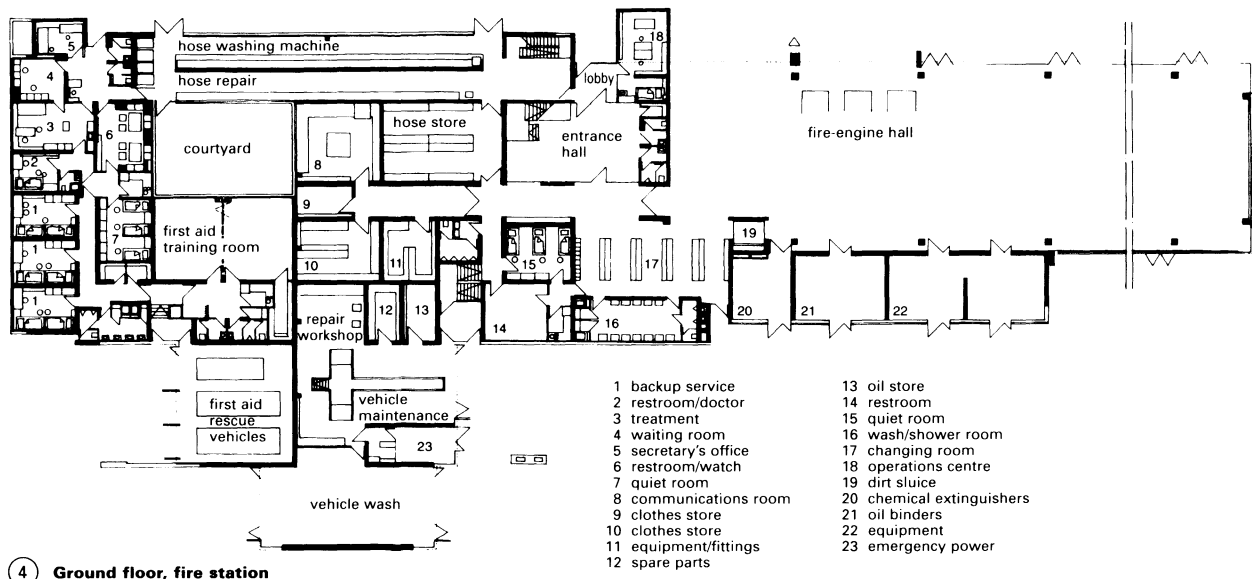 hose washing machine
hose repair
5
4
3
6
2
1
1
1
7
courtyard
8
hose store
lobby
18
entrance
hall
fire-engine hall
9
first aid
training room
10
11
15
17
19
repair
workshop
12
13
14
16
20
21
22
first aid
rescue
vehicles
vehicle
maintenance
23
vehicle wash
1 backup service
2 restroom/doctor
3 treatment
4 waiting room
5 secretary's office
6 restroom/watch
7 quiet room
8 communications room
9 clothes store
10 clothes store
11 equipment/fittings
12 spare parts
13 oil store
14 restroom
15 quiet room
16 wash/shower room
17 changing room
18 operations centre
19 dirt sluice
20 chemical extinguishers
21 oil binders
22 equipment
23 emergency power
4 Ground floor, fire station